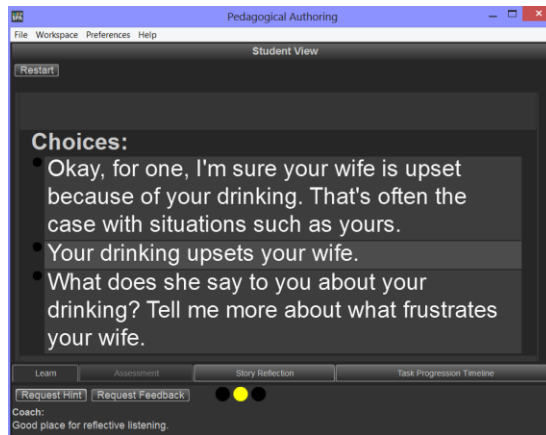 Pedagogical Authoring
File Workspace Preferences Help
Student View
Restart
Choices:
Okay, for one, I'm sure your wife is upset
because of your drinking. That's often the
case with situations such as yours.
Your drinking upsets your wife.
What does she say to you about your
drinking? Tell me more about what frustrates
your wife.
Learn Assessment Story Reflection Task Progression Timeline
Request Hint Request Feedback
Coach:
Good place for reflective listening.